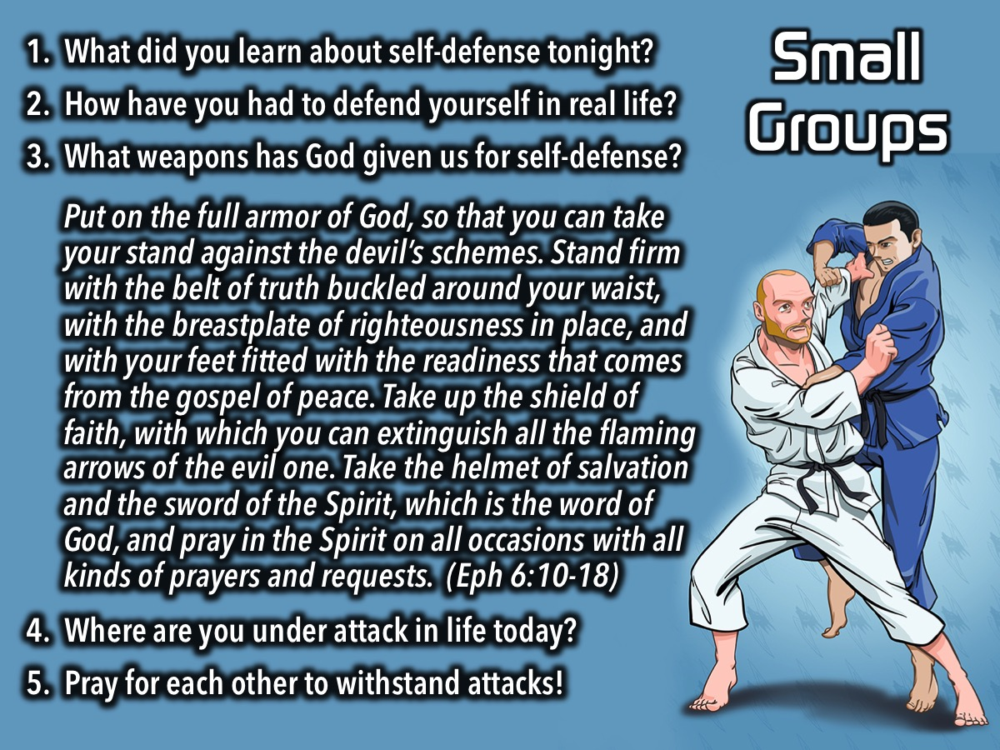 Small
Groups
1. What did you learn about self-defense tonight?
2. How have you had to defend yourself in real life?
3. What weapons has God given us for self-defense?
Put on the full armor of God, so that you can take
your stand against the devil’s schemes. Stand firm
with the belt of truth buckled around your waist,
with the breastplate of righteousness in place, and
with your feet fitted with the readiness that comes
from the gospel of peace. Take up the shield of
faith, with which you can extinguish all the flaming
arrows of the evil one. Take the helmet of salvation
and the sword of the Spirit, which is the word of
God, and pray in the Spirit on all occasions with all
kinds of prayers and requests. (Eph 6:10-18)
4. Where are you under attack in life today?
5. Pray for each other to withstand attacks!